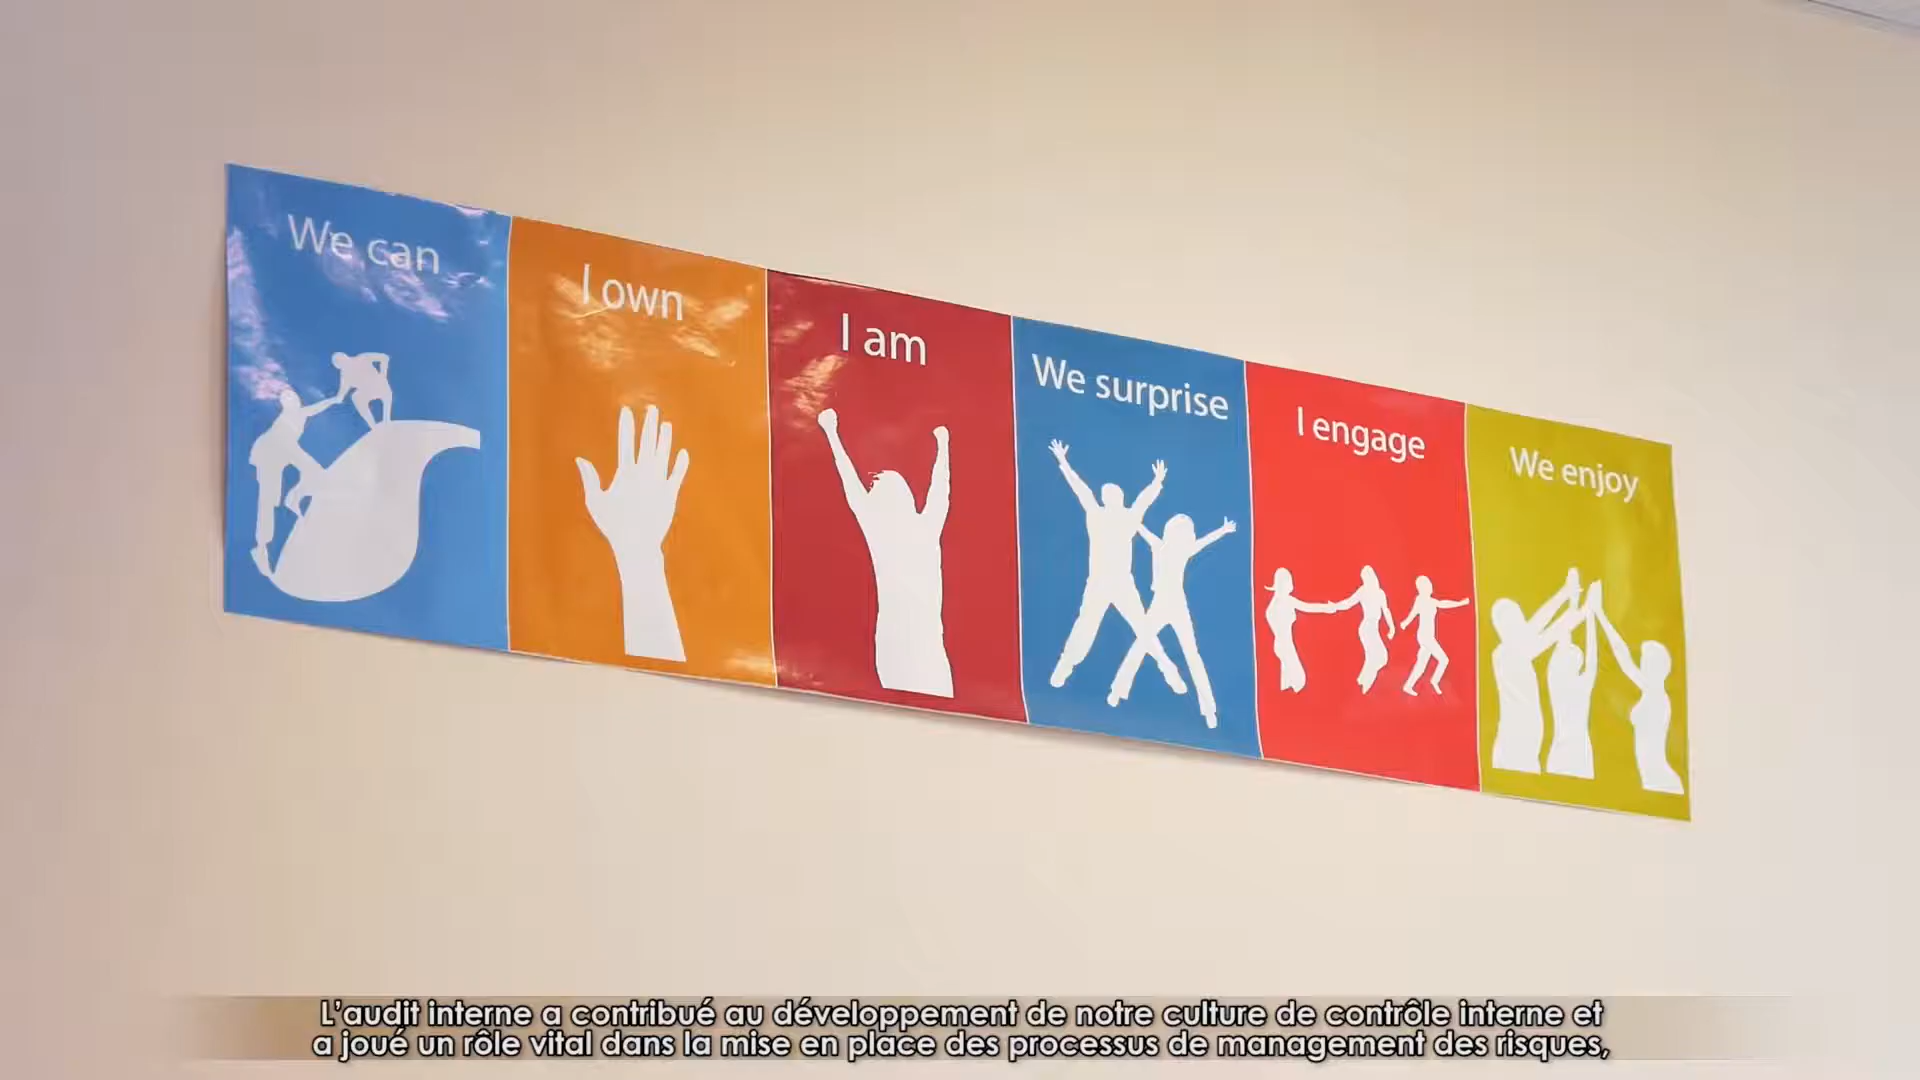 We can
I own
I am
We surprise
I engage
We enjoy
L'audit interne a contribué au développement de notre culture de contrôle interne et
a joué un rôle vital dans la mise en place des processus de management des risques,